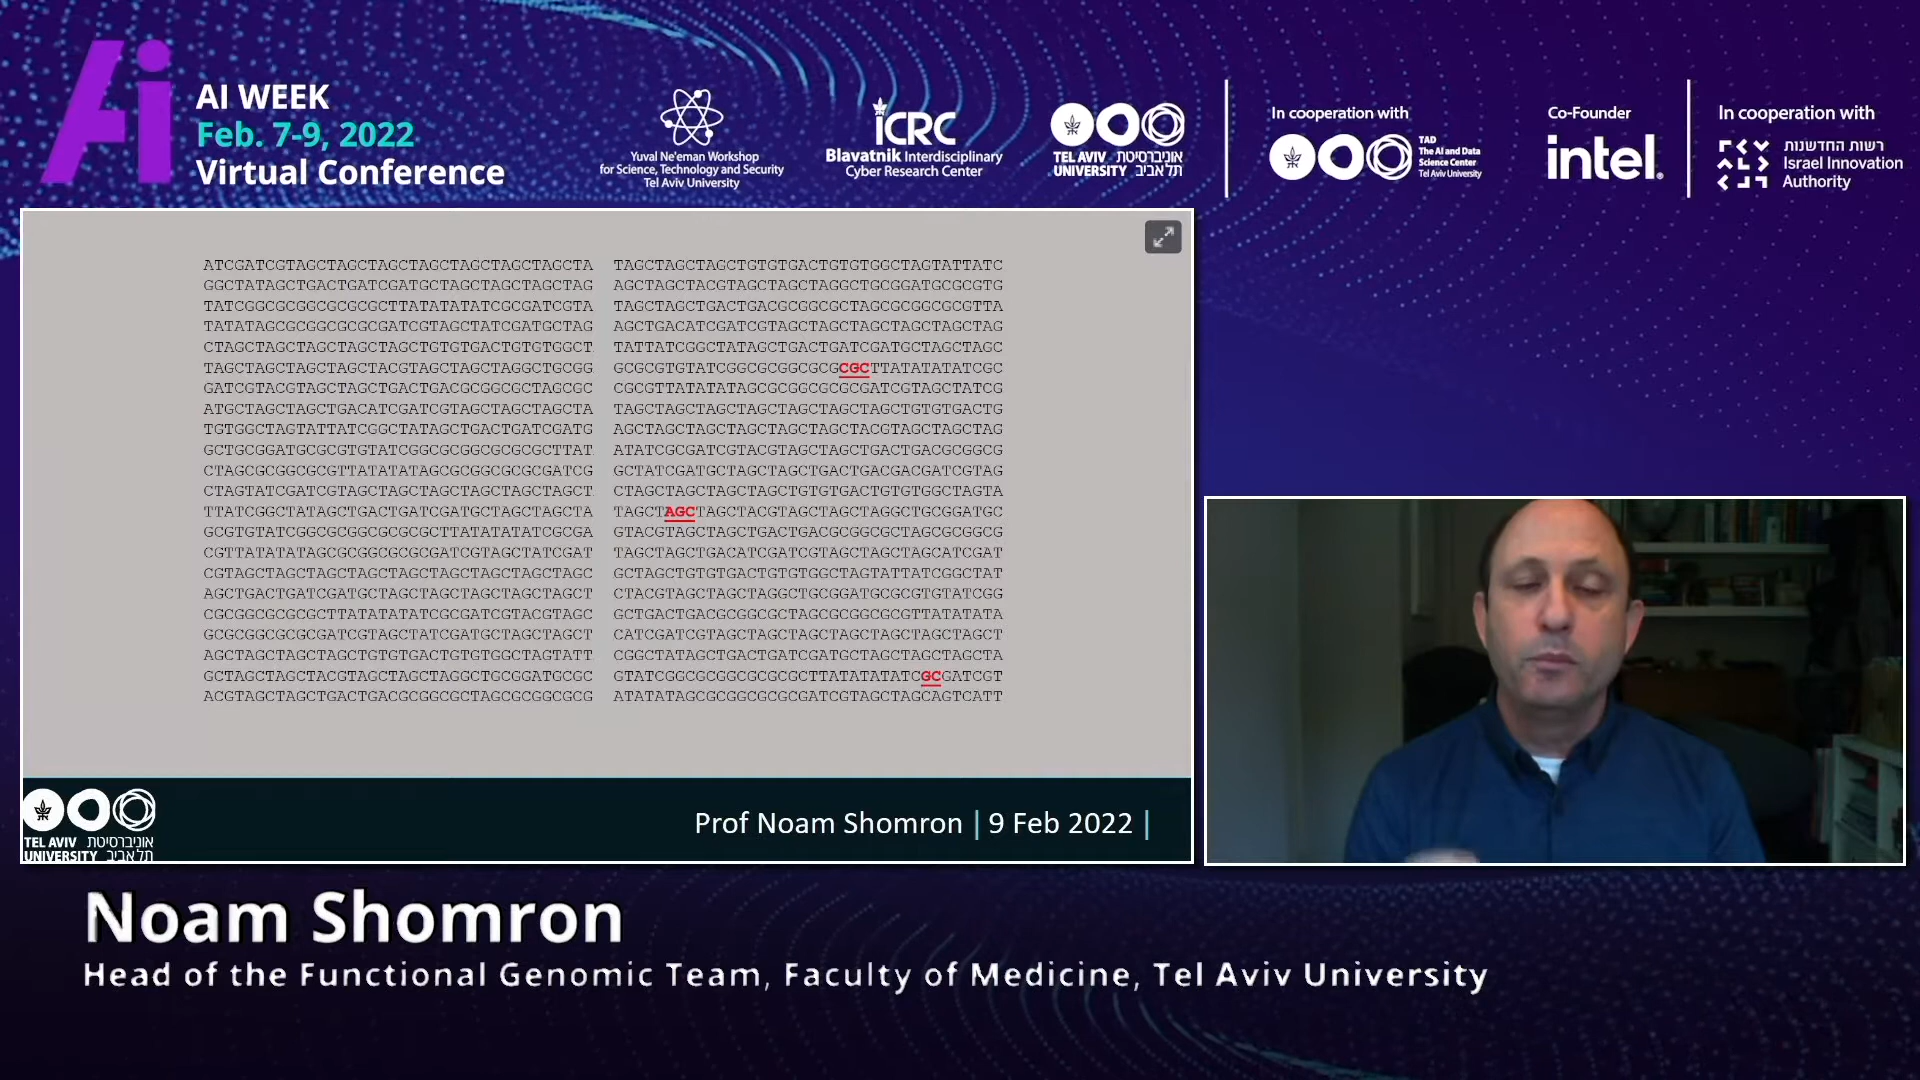 Ai
AI WEEK
Feb. 7-9, 2022
Virtual Conference
Yuval Ne'eman Workshop
for Science, Technology and Security
Tel Aviv University
iCRC
Blavatnik Interdisciplinary
Cyber Research Center
TEL AVIV אוניברסיטת
UNIVERSITY תל אביב
In cooperation with
TAD
The AI and Data
Science Center
Tel Aviv University
Co-Founder
intel.
In cooperation with
רשות החדשנות
Israel Innovation
Authority
ATCGATCGTAGCTAGCTAGCTAGCTAGCTAGCTAGCTA TAGCTAGCTAGCTGTGTGACTGTGTGGCTAGTATTATC
GGCTATAGCTGACTGATCGATGCTAGCTAGCTAGCTAG AGCTAGCTACGTAGCTAGCTAGGCTGCGGATGCGCGTG
TATCGGCGCGGCGCGCGCTTATATATATCGCGATCGTA TAGCTAGCTGACTGACGCGGCGCTAGCGCGGCGCGTTA
TATATAGCGCGGCGCGCGATCGTAGCTATCGATGCTAG AGCTGACATCGATCGTAGCTAGCTAGCTAGCTAGCTAG
CTAGCTAGCTAGCTAGCTAGCTGTGTGACTGTGTGGCT TATTATCGGCTATAGCTGACTGATCGATGCTAGCTAGC
TAGCTAGCTAGCTAGCTACGTAGCTAGCTAGGCTGCGG GCGCGTGTATCGGCGCGGCGCGCGCTTATATATATCGC
GATCGTACGTAGCTAGCTGACTGACGCGGCGCTAGCGC CGCGTTATATATAGCGCGGCGCGCGATCGTAGCTATCG
ATGCTAGCTAGCTGACATCGATCGTAGCTAGCTAGCTA TAGCTAGCTAGCTAGCTAGCTAGCTAGCTGTGTGACTG
TGTGGCTAGTATTATCGGCTATAGCTGACTGATCGATG AGCTAGCTAGCTAGCTAGCTAGCTACGTAGCTAGCTAG
GCTGCGGATGCGCGTGTATCGGCGCGGCGCGCGCTTAT ATATCGCGATCGTACGTAGCTAGCTGACTGACGCGGCG
CTAGCGCGGCGCGTTATATATAGCGCGGCGCGCGATCG GCTATCGATGCTAGCTAGCTGACTGACGACGATCGTAG
CTAGTATCGATCGTAGCTAGCTAGCTAGCTAGCTAGCT CTAGCTAGCTAGCTAGCTGTGTGACTGTGTGGCTAGTA
TTATCGGCTATAGCTGACTGATCGATGCTAGCTAGCTA TAGCTAGCTAGCTACGTAGCTAGCTAGGCTGCGGATGC
GCGTGTATCGGCGCGGCGCGCGCTTATATATATCGCGA GTACGTAGCTAGCTGACTGACGCGGCGCTAGCGCGGCG
CGTTATATATAGCGCGGCGCGCGATCGTAGCTATCGAT TAGCTAGCTGACATCGATCGTAGCTAGCTAGCATCGAT
CGTAGCTAGCTAGCTAGCTAGCTAGCTAGCTAGCTAGC GCTAGCTGTGTGACTGTGTGGCTAGTATTATCGGCTAT
AGCTGACTGATCGATGCTAGCTAGCTAGCTAGCTAGCT CTACGTAGCTAGCTAGGCTGCGGATGCGCGTGTATCGG
CGCGGCGCGCGCTTATATATATCGCGATCGTACGTAGC GCTGACTGACGCGGCGCTAGCGCGGCGCGTTATATATA
GCGCGGCGCGCGATCGTAGCTATCGATGCTAGCTAGCT CATCGATCGTAGCTAGCTAGCTAGCTAGCTAGCTAGCT
AGCTAGCTAGCTAGCTGTGTGACTGTGTGGCTAGTATT CGGCTATAGCTGACTGATCGATGCTAGCTAGCTAGCTA
GCTAGCTAGCTACGTAGCTAGCTAGGCTGCGGATGCGC GTATCGGCGCGGCGCGCGCTTATATATATCGCGATCGT
ACGTAGCTAGCTGACTGACGCGGCGCTAGCGCGGCGCG ATATATAGCGCGGCGCGCGATCGTAGCTAGCAGTCATT
TEL AVIV אוניברסיטת
UNIVERSITY תל אביב
Prof Noam Shomron | 9 Feb 2022 |
Noam Shomron
Head of the Functional Genomic Team, Faculty of Medicine, Tel Aviv University